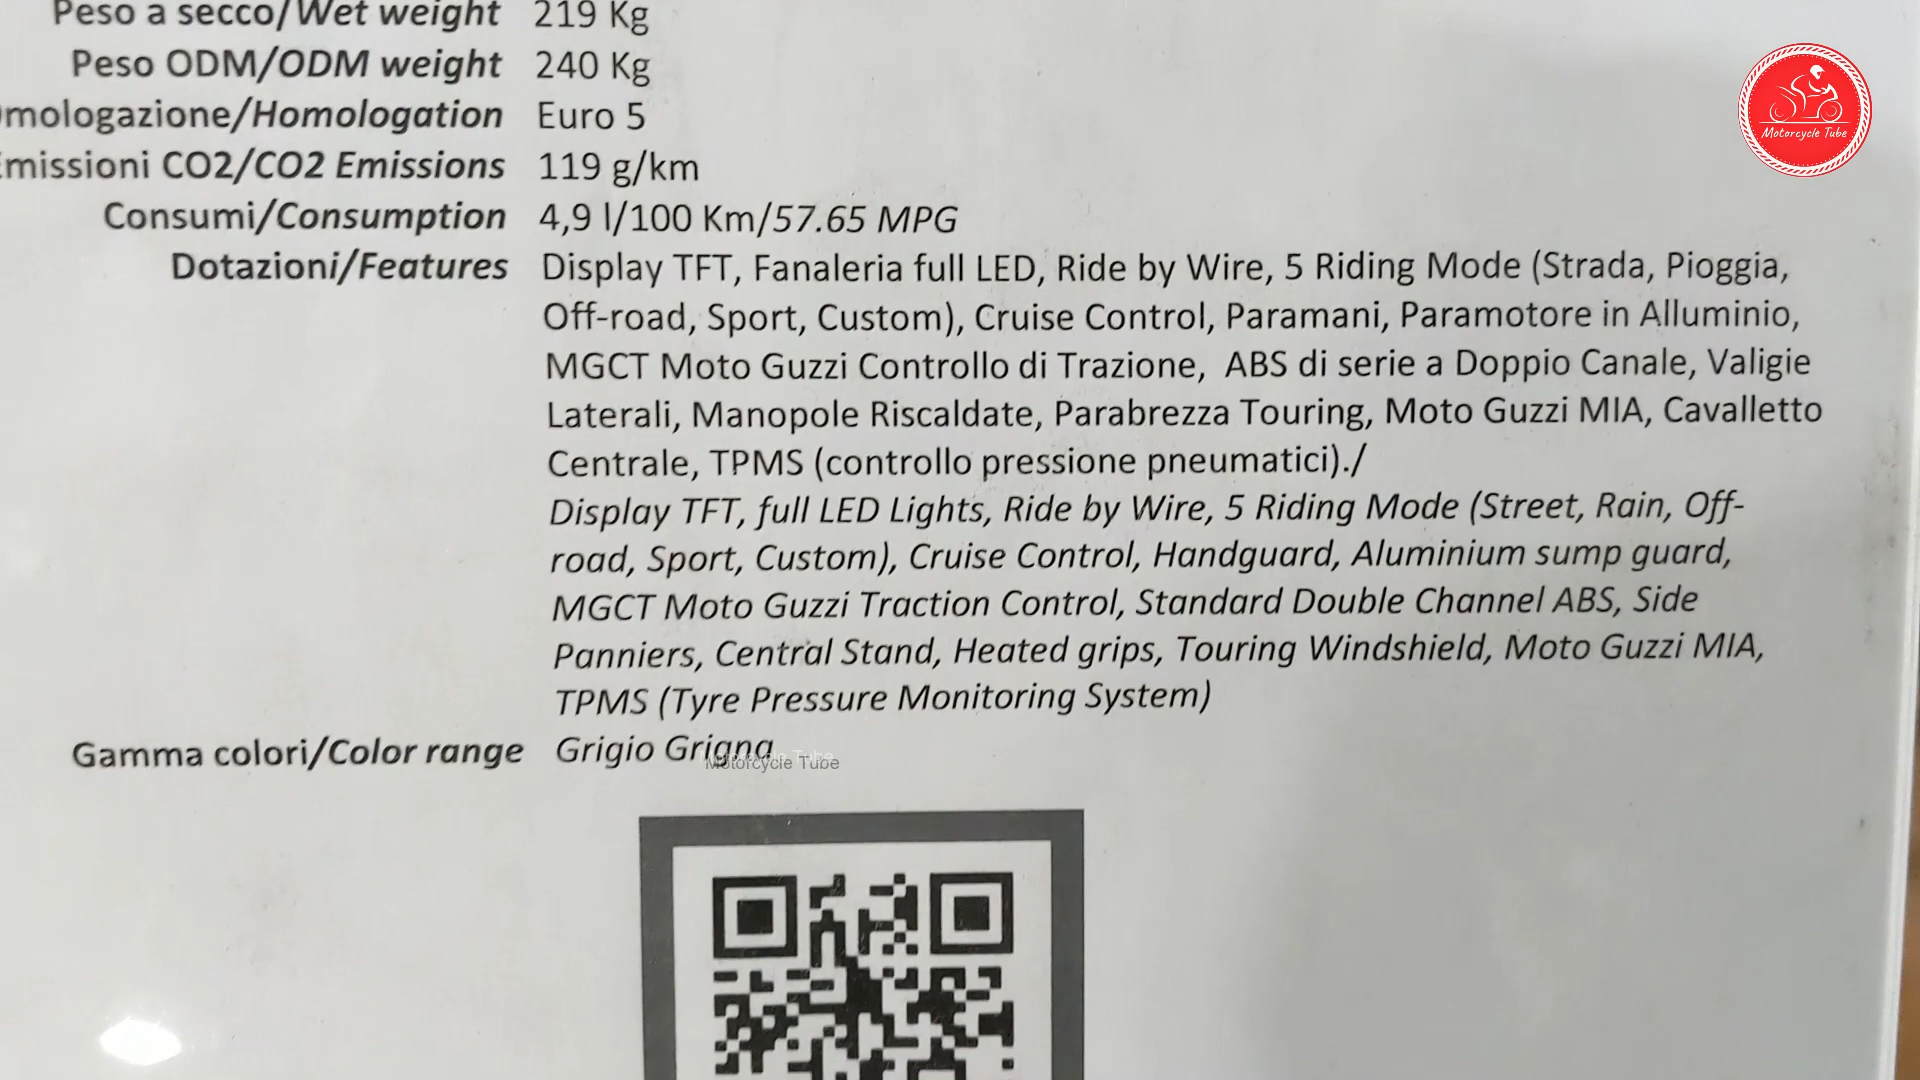 Peso a secco/Wet weight 219 Kg
Peso ODM/ODM weight 240 Kg
mologazione/Homologation Euro 5
missioni CO2/CO2 Emissions 119 g/km
Consumi/Consumption 4,9 l/100 Km/57.65 MPG
Dotazioni/Features Display TFT, Fanaleria full LED, Ride by Wire, 5 Riding Mode (Strada, Pioggia,
Off-road, Sport, Custom), Cruise Control, Paramani, Paramotore in Alluminio,
MGCT Moto Guzzi Controllo di Trazione, ABS di serie a Doppio Canale, Valigie
Laterali, Manopole Riscaldate, Parabrezza Touring, Moto Guzzi MIA, Cavalletto
Centrale, TPMS (controllo pressione pneumatici)./
Display TFT, full LED Lights, Ride by Wire, 5 Riding Mode (Street, Rain, Off-
road, Sport, Custom), Cruise Control, Handguard, Aluminium sump guard,
MGCT Moto Guzzi Traction Control, Standard Double Channel ABS, Side
Panniers, Central Stand, Heated grips, Touring Windshield, Moto Guzzi MIA,
TPMS (Tyre Pressure Monitoring System)
Gamma colori/Color range Grigio Grigna
Motorcycle Tube
Motorcycle Tube